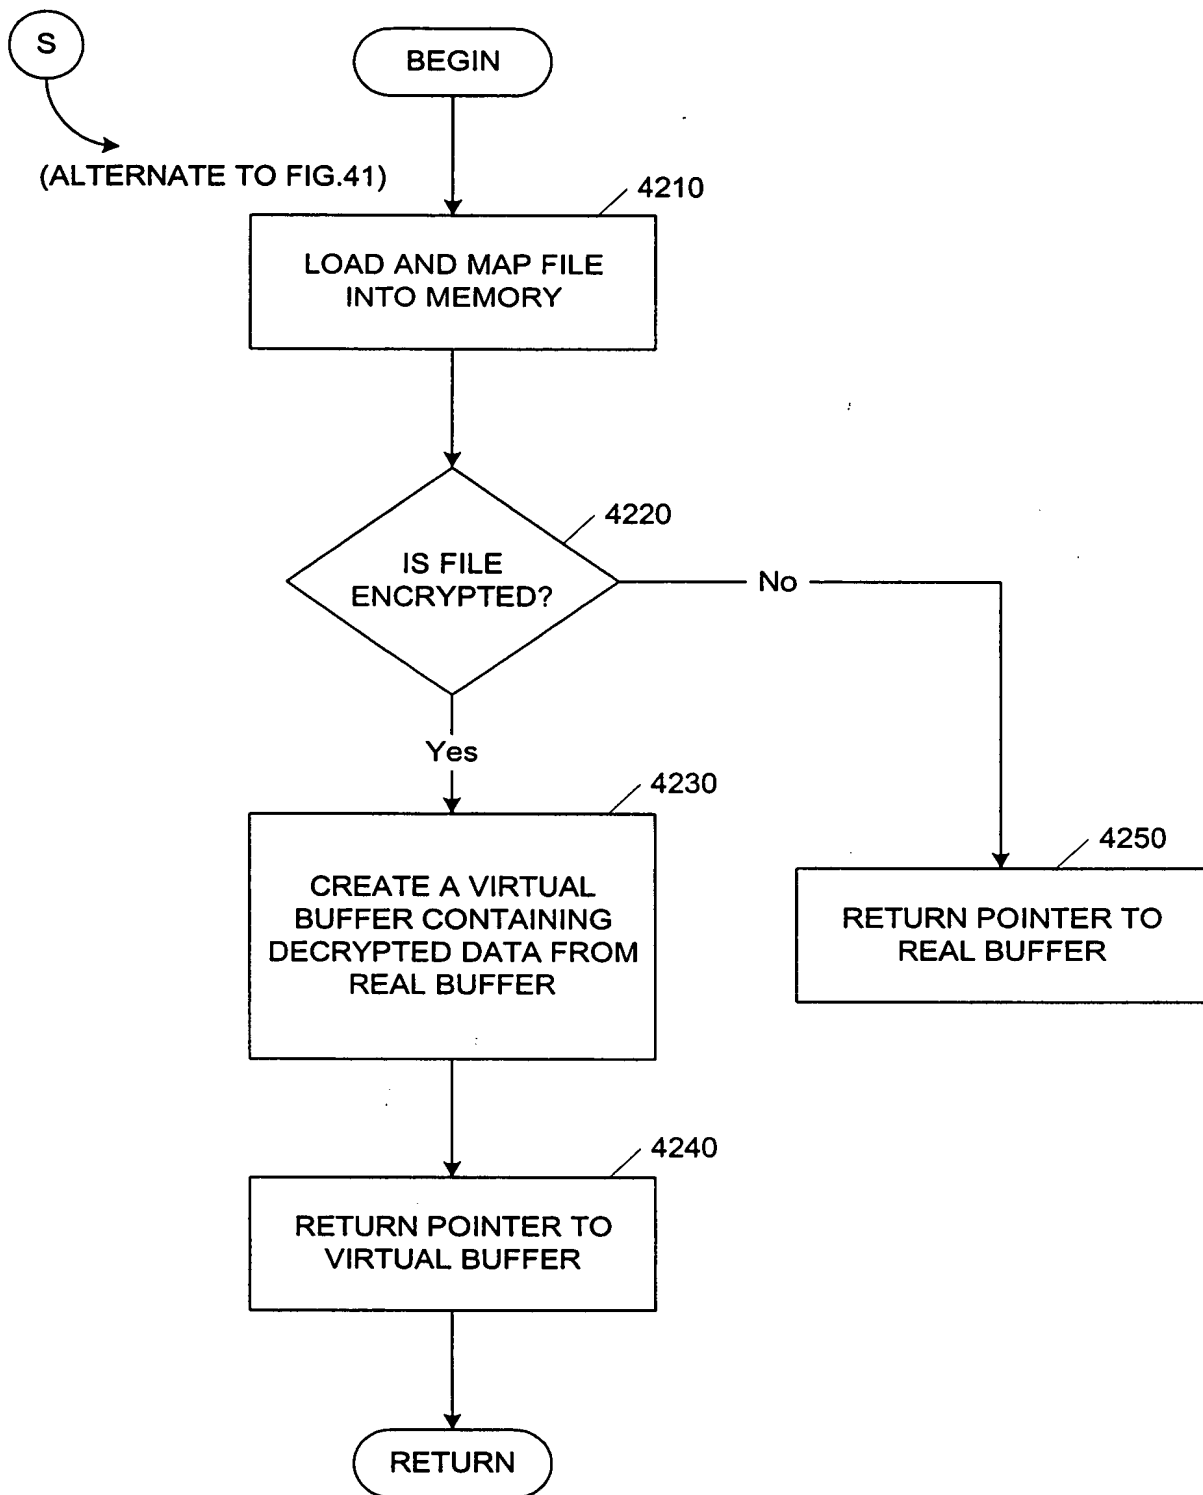 S
BEGIN
(ALTERNATE TO FIG.41)
4210
LOAD AND MAP FILE
INTO MEMORY
4220
IS FILE
ENCRYPTED?
No
Yes
4230
CREATE A VIRTUAL
BUFFER CONTAINING
DECRYPTED DATA FROM
REAL BUFFER
4250
RETURN POINTER TO
REAL BUFFER
4240
RETURN POINTER TO
VIRTUAL BUFFER
RETURN